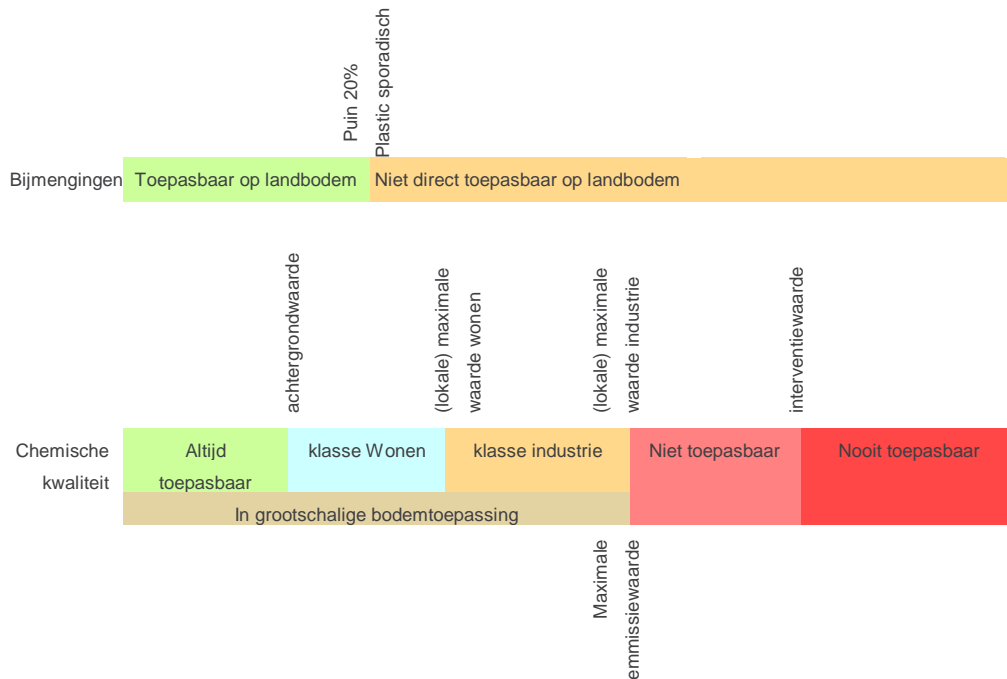 Puin 20%
Plastic sporadisch
Bijmengingen
Toepasbaar op landbodem
Niet direct toepasbaar op landbodem
achtergrondwaarde
(lokale) maximale
waarde wonen
(lokale) maximale
waarde industrie
interventiewaarde
Chemische
kwaliteit
Altijd
toepasbaar
klasse Wonen
klasse industrie
Niet toepasbaar
Nooit toepasbaar
In grootschalige bodemtoepassing
Maximale
emmissiewaarde